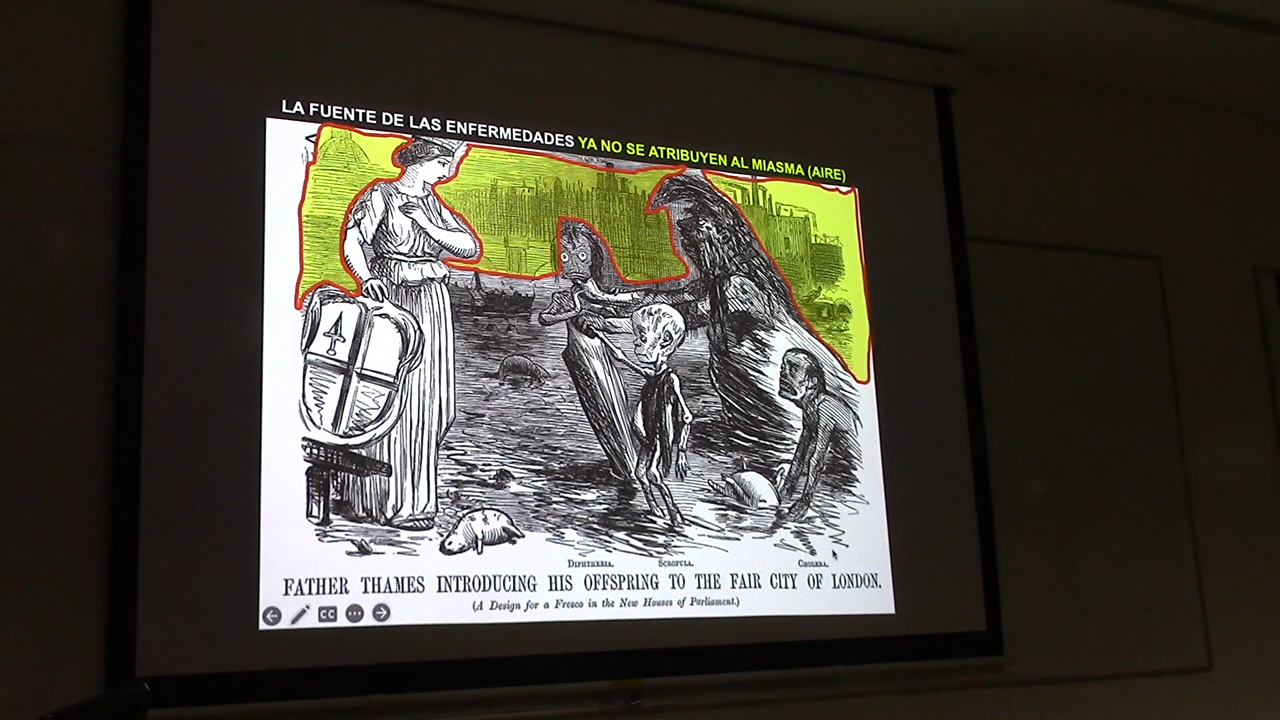 LA FUENTE DE LAS ENFERMEDADES YA NO SE ATRIBUYEN AL MIASMA (AIRE)
DIPHTHERIA. SCROFULA. CHOLERA.
FATHER THAMES INTRODUCING HIS OFFSPRING TO THE FAIR CITY OF LONDON.
(A Design for a Fresco in the New Houses of Parliament.)
CC